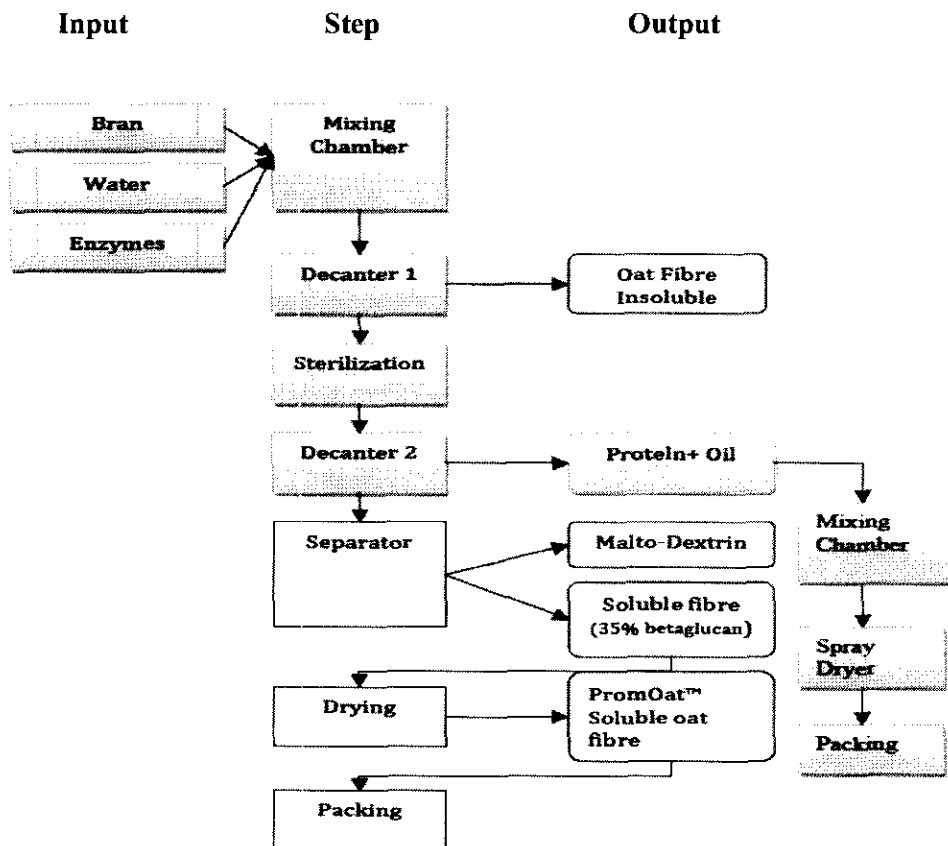 Input Step Output
Bran
Water
Enzymes
Mixing
Chamber
Decanter 1
Oat Fibre
Insoluble
Sterilization
Decanter 2
Protein+ Oil
Mixing
Chamber
Separator
Malto-Dextrin
Soluble fibre
(35% betaglucan)
Spray
Dryer
Drying
PromOat™
Soluble oat
fibre
Packing
Packing